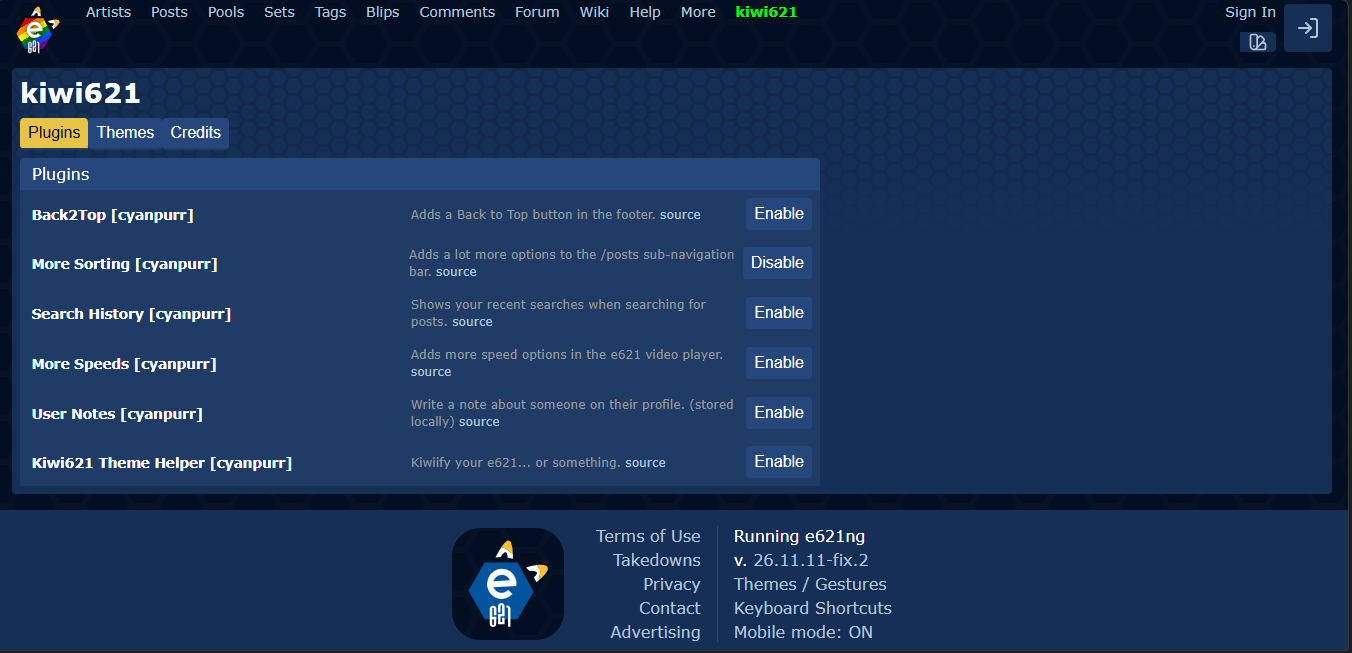 Artists Posts Pools Sets Tags Blips Comments Forum Wiki Help More kiwi621 Sign In
e
621
kiwi621
Plugins Themes Credits
Plugins
Back2Top [cyanpurr] Adds a Back to Top button in the footer. source Enable
More Sorting [cyanpurr] Adds a lot more options to the /posts sub-navigation
bar. source Disable
Search History [cyanpurr] Shows your recent searches when searching for
posts. source Enable
More Speeds [cyanpurr] Adds more speed options in the e621 video player.
source Enable
User Notes [cyanpurr] Write a note about someone on their profile. (stored
locally) source Enable
Kiwi621 Theme Helper [cyanpurr] Kiwiify your e621... or something. source Enable
e
621
Terms of Use
Takedowns
Privacy
Contact
Advertising
Running e621ng
v. 26.11.11-fix.2
Themes / Gestures
Keyboard Shortcuts
Mobile mode: ON